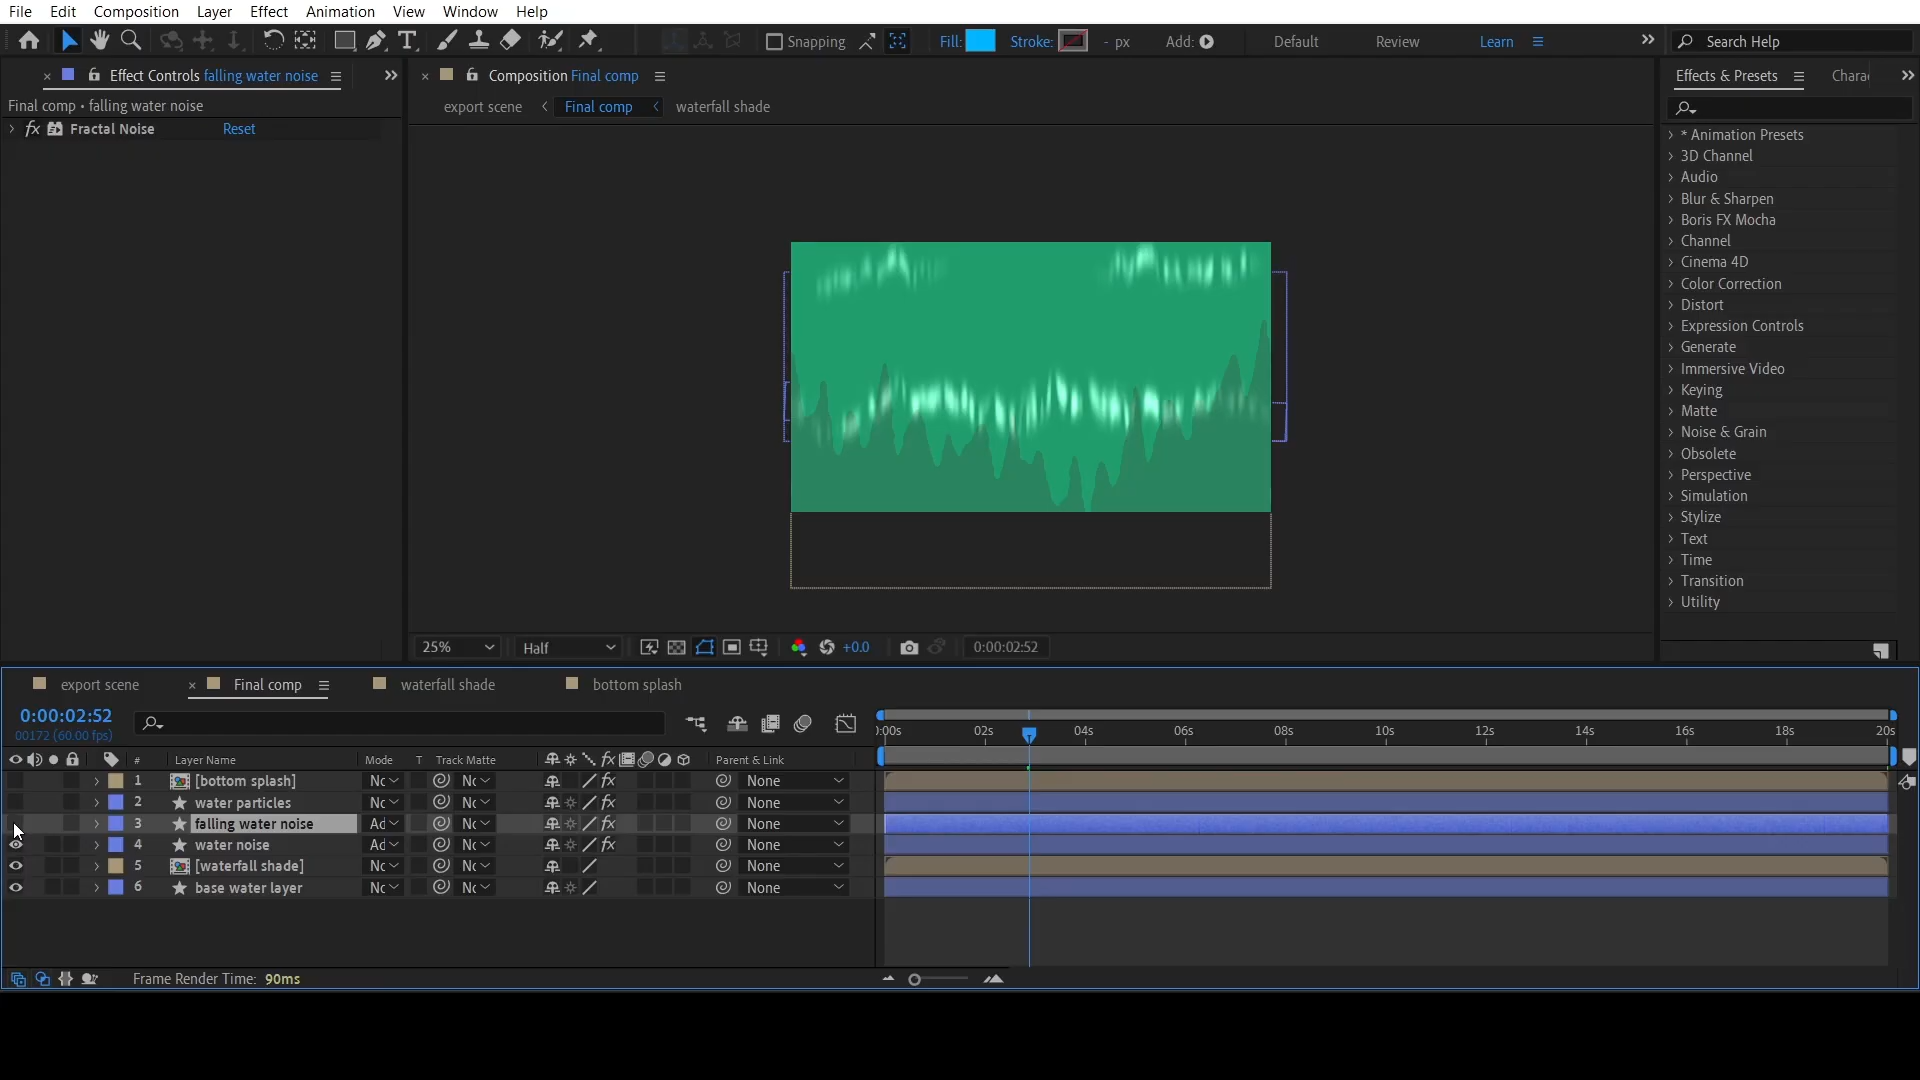 File Edit Composition Layer Effect Animation View Window Help
Snapping Fill: Stroke: - px Add: Default Review Learn Search Help
Effect Controls falling water noise
Composition Final comp
Effects & Presets Chara
Final comp • falling water noise
export scene Final comp waterfall shade
fx Fractal Noise Reset
* Animation Presets
3D Channel
Audio
Blur & Sharpen
Boris FX Mocha
Channel
Cinema 4D
Color Correction
Distort
Expression Controls
Generate
Immersive Video
Keying
Matte
Noise & Grain
Obsolete
Perspective
Simulation
Stylize
Text
Time
Transition
Utility
25% Half +0.0 0:00:02:52
export scene Final comp waterfall shade bottom splash
0:00:02:52
00172 (60.00 fps)
):00s 02s 04s 06s 08s 10s 12s 14s 16s 18s 20s
# Layer Name Mode T Track Matte fx Parent & Link
1 [bottom splash] Nc Nc fx None
2 water particles Nc Nc fx None
3 falling water noise Ad Nc fx None
4 water noise Ad Nc fx None
5 [waterfall shade] Nc Nc None
6 base water layer Nc Nc None
Frame Render Time: 90ms